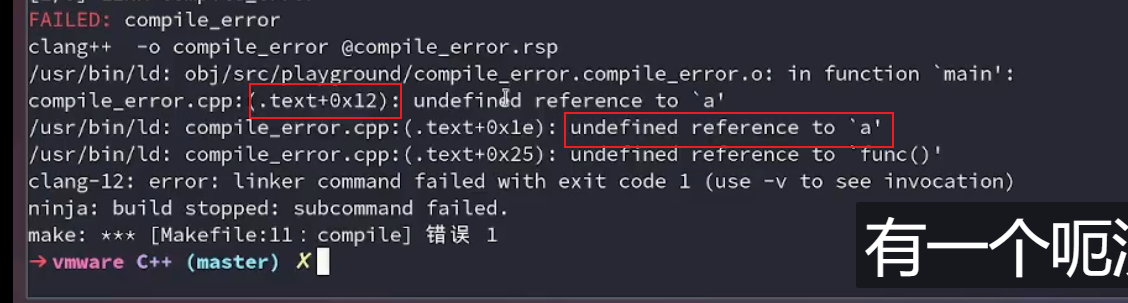 FAILED: compile_error
clang++  -o compile_error @compile_error.rsp
/usr/bin/ld: obj/src/playground/compile_error.compile_error.o: in function `main':
compile_error.cpp:(.text+0x12): undefined reference to `a'
/usr/bin/ld: compile_error.cpp:(.text+0x1e): undefined reference to `a'
/usr/bin/ld: compile_error.cpp:(.text+0x25): undefined reference to `func()'
clang-12: error: linker command failed with exit code 1 (use -v to see invocation)
ninja: build stopped: subcommand failed.
make: *** [Makefile:11：compile] 错误 1
→ vmware C++ (master) ✗
有一个呃